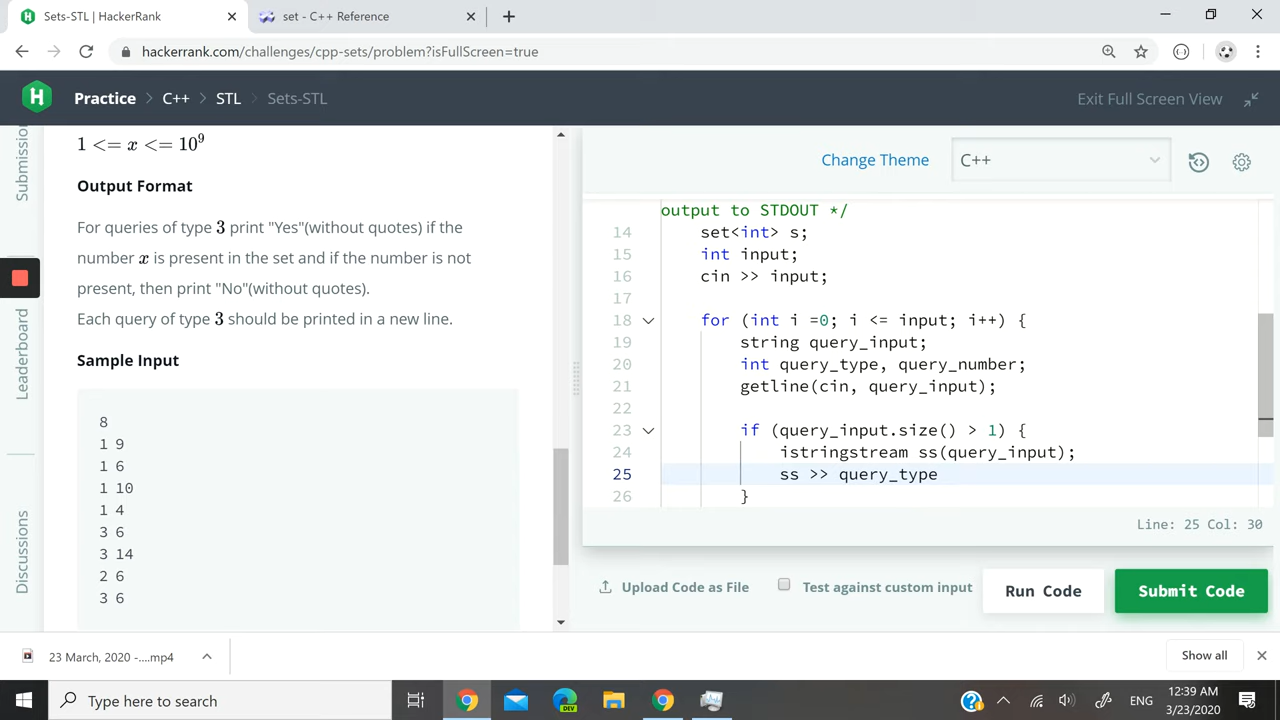 Sets-STL | HackerRank
set - C++ Reference
hackerrank.com/challenges/cpp-sets/problem?isFullScreen=true
H
Practice
C++
STL
Sets-STL
Exit Full Screen View
Submission
Leaderboard
Discussions
1 <= x <= 10⁹
Output Format
For queries of type 3 print "Yes"(without quotes) if the
number x is present in the set and if the number is not
present, then print "No"(without quotes).
Each query of type 3 should be printed in a new line.
Sample Input
8
1 9
1 6
1 10
1 4
3 6
3 14
2 6
3 6
Change Theme
C++
output to STDOUT */
14 set<int> s;
15 int input;
16 cin >> input;
17
18 for (int i =0; i <= input; i++) {
19 string query_input;
20 int query_type, query_number;
21 getline(cin, query_input);
22
23 if (query_input.size() > 1) {
24 istringstream ss(query_input);
25 ss >> query_type
26 }
Line: 25 Col: 30
Upload Code as File
Test against custom input
Run Code
Submit Code
23 March, 2020 -....mp4
Show all
Type here to search
DEV
ENG
12:39 AM
3/23/2020